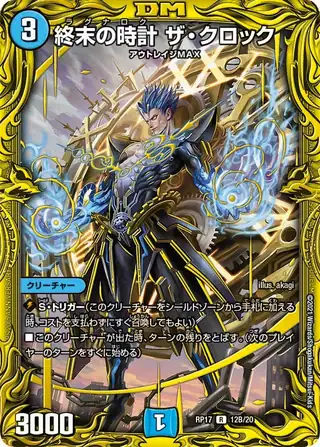 DM
3
ラグナロク
終末の時計 ザ・クロック
アウトレイジMAX
クリーチャー
illus. akagi
S・トリガー(このクリーチャーをシールドゾーンから手札に加える
時、コストを支払わずにすぐ召喚してもよい)
■ このクリーチャーが出た時、ターンの残りをとばす。(次のプレイ
ヤーのターンをすぐに始める)
©2021 Wizards/Shogakukan/Mitsui-Kids
3000
1
RP17 R 12B/20